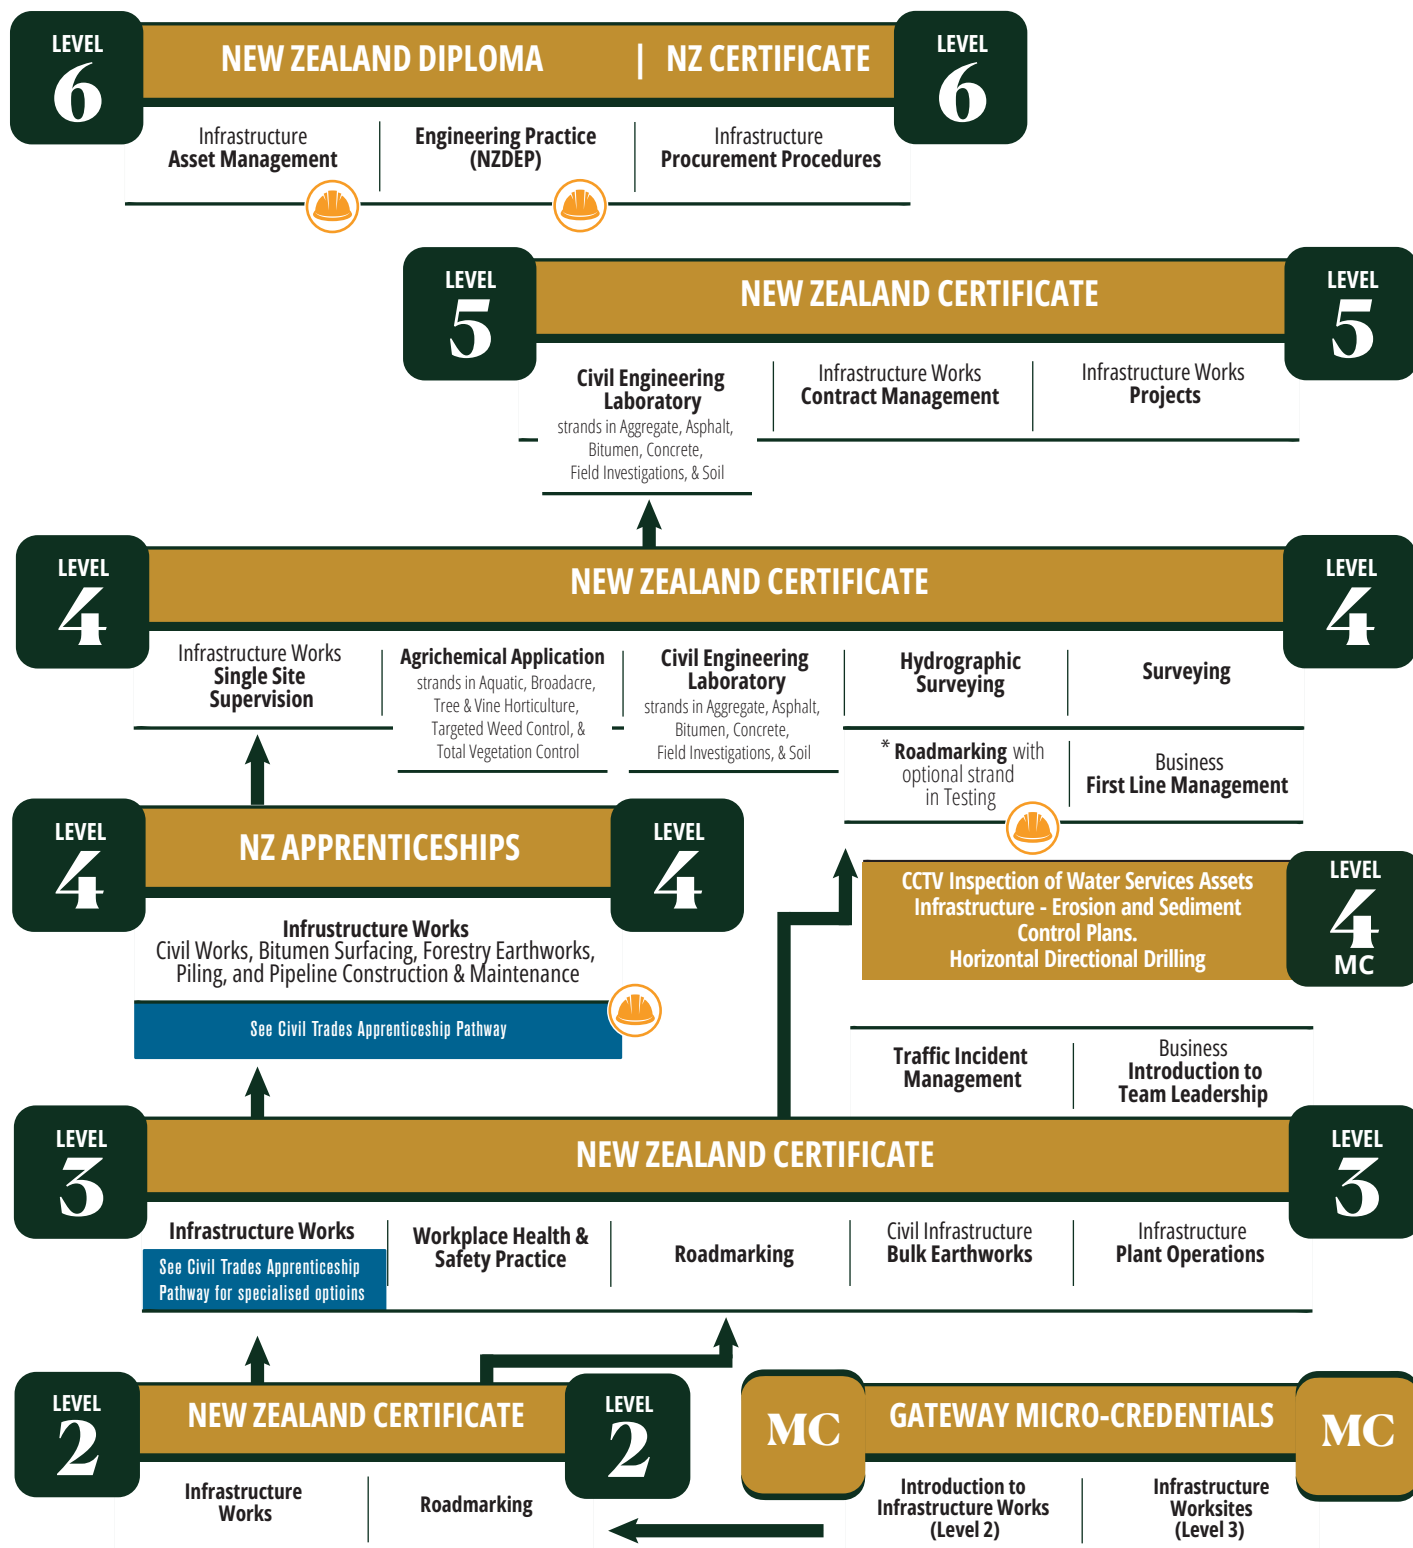 LEVEL
6
NEW ZEALAND DIPLOMA | NZ CERTIFICATE
LEVEL
6
Infrastructure
Asset Management
Engineering Practice
(NZDEP)
Infrastructure
Procurement Procedures
LEVEL
5
NEW ZEALAND CERTIFICATE
LEVEL
5
Civil Engineering
Laboratory
strands in Aggregate, Asphalt,
Bitumen, Concrete,
Field Investigations, & Soil
Infrastructure Works
Contract Management
Infrastructure Works
Projects
LEVEL
4
NEW ZEALAND CERTIFICATE
LEVEL
4
Infrastructure Works
Single Site
Supervision
Agrichemical Application
strands in Aquatic, Broadacre,
Tree & Vine Horticulture,
Targeted Weed Control, &
Total Vegetation Control
Civil Engineering
Laboratory
strands in Aggregate, Asphalt,
Bitumen, Concrete,
Field Investigations, & Soil
Hydrographic
Surveying
Surveying
* Roadmarking with
optional strand
in Testing
Business
First Line Management
LEVEL
4
NZ APPRENTICESHIPS
LEVEL
4
Infrustructure Works
Civil Works, Bitumen Surfacing, Forestry Earthworks,
Piling, and Pipeline Construction & Maintenance
See Civil Trades Apprenticeship Pathway
CCTV Inspection of Water Services Assets
Infrastructure - Erosion and Sediment
Control Plans.
Horizontal Directional Drilling
LEVEL
4
MC
Traffic Incident
Management
Business
Introduction to
Team Leadership
LEVEL
3
NEW ZEALAND CERTIFICATE
LEVEL
3
Infrastructure Works
See Civil Trades Apprenticeship
Pathway for specialised optioins
Workplace Health &
Safety Practice
Roadmarking
Civil Infrastructure
Bulk Earthworks
Infrastructure
Plant Operations
LEVEL
2
NEW ZEALAND CERTIFICATE
LEVEL
2
Infrastructure
Works
Roadmarking
MC
GATEWAY MICRO-CREDENTIALS
MC
Introduction to
Infrastructure Works
(Level 2)
Infrastructure
Worksites
(Level 3)